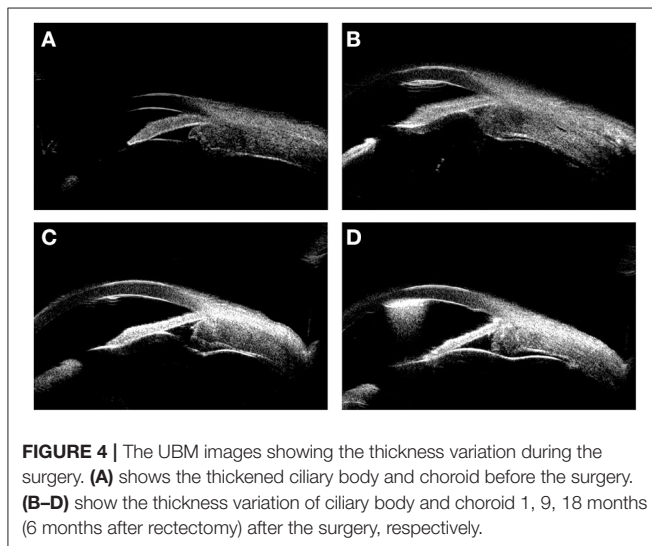 A
B
C
D
FIGURE 4 | The UBM images showing the thickness variation during the
surgery. (A) shows the thickened ciliary body and choroid before the surgery.
(B–D) show the thickness variation of ciliary body and choroid 1, 9, 18 months
(6 months after rectectomy) after the surgery, respectively.